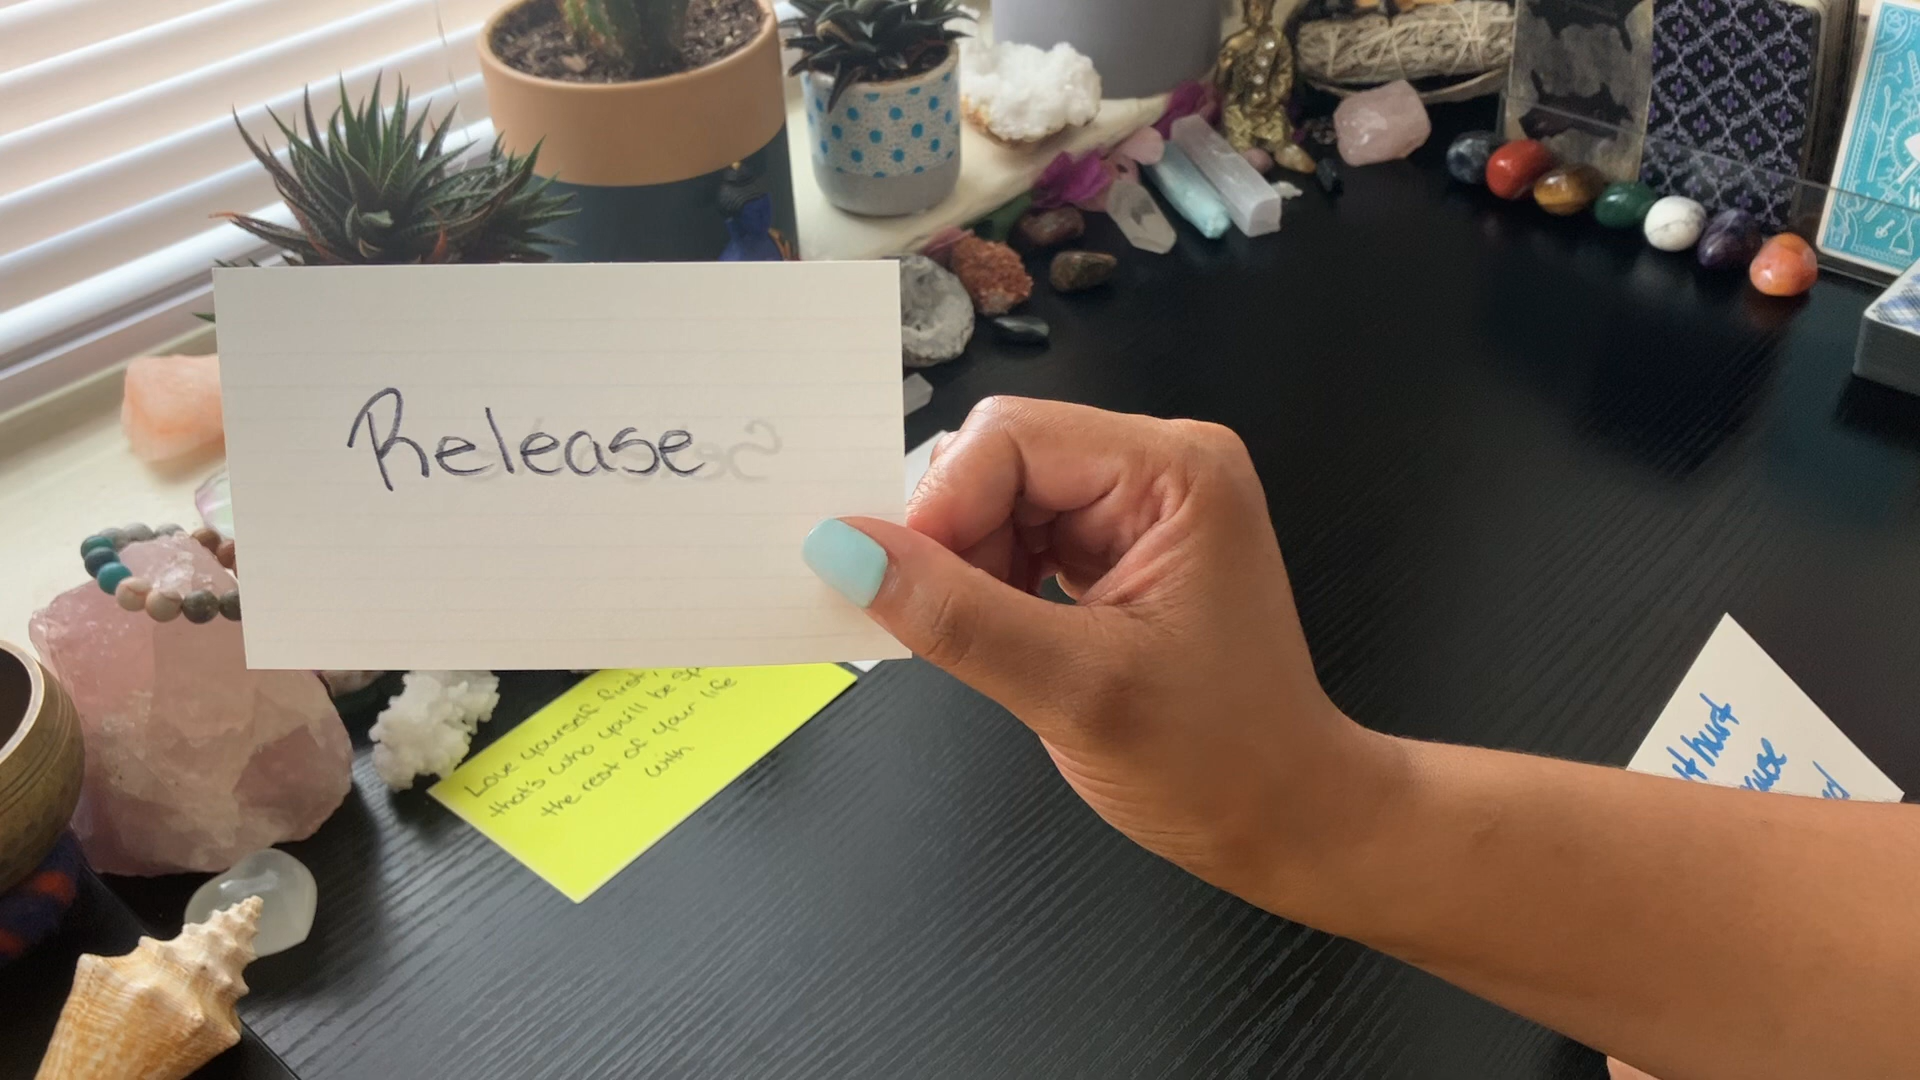 Release
Love yourself first,
that's who you'll be
the rest of your life
with
hurt